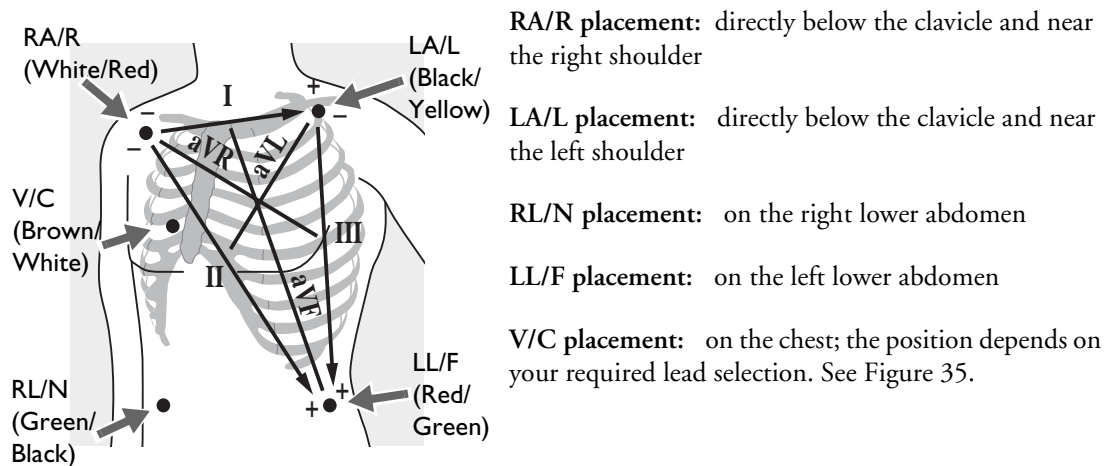 RA/R
(White/Red)
I
LA/L
(Black/
Yellow)
+
−
−
−
aVR
aVL
V/C
(Brown/
White)
III
II
aVF
RL/N
(Green/
Black)
+
+
LL/F
(Red/
Green)
RA/R placement: directly below the clavicle and near
the right shoulder
LA/L placement: directly below the clavicle and near
the left shoulder
RL/N placement: on the right lower abdomen
LL/F placement: on the left lower abdomen
V/C placement: on the chest; the position depends on
your required lead selection. See Figure 35.